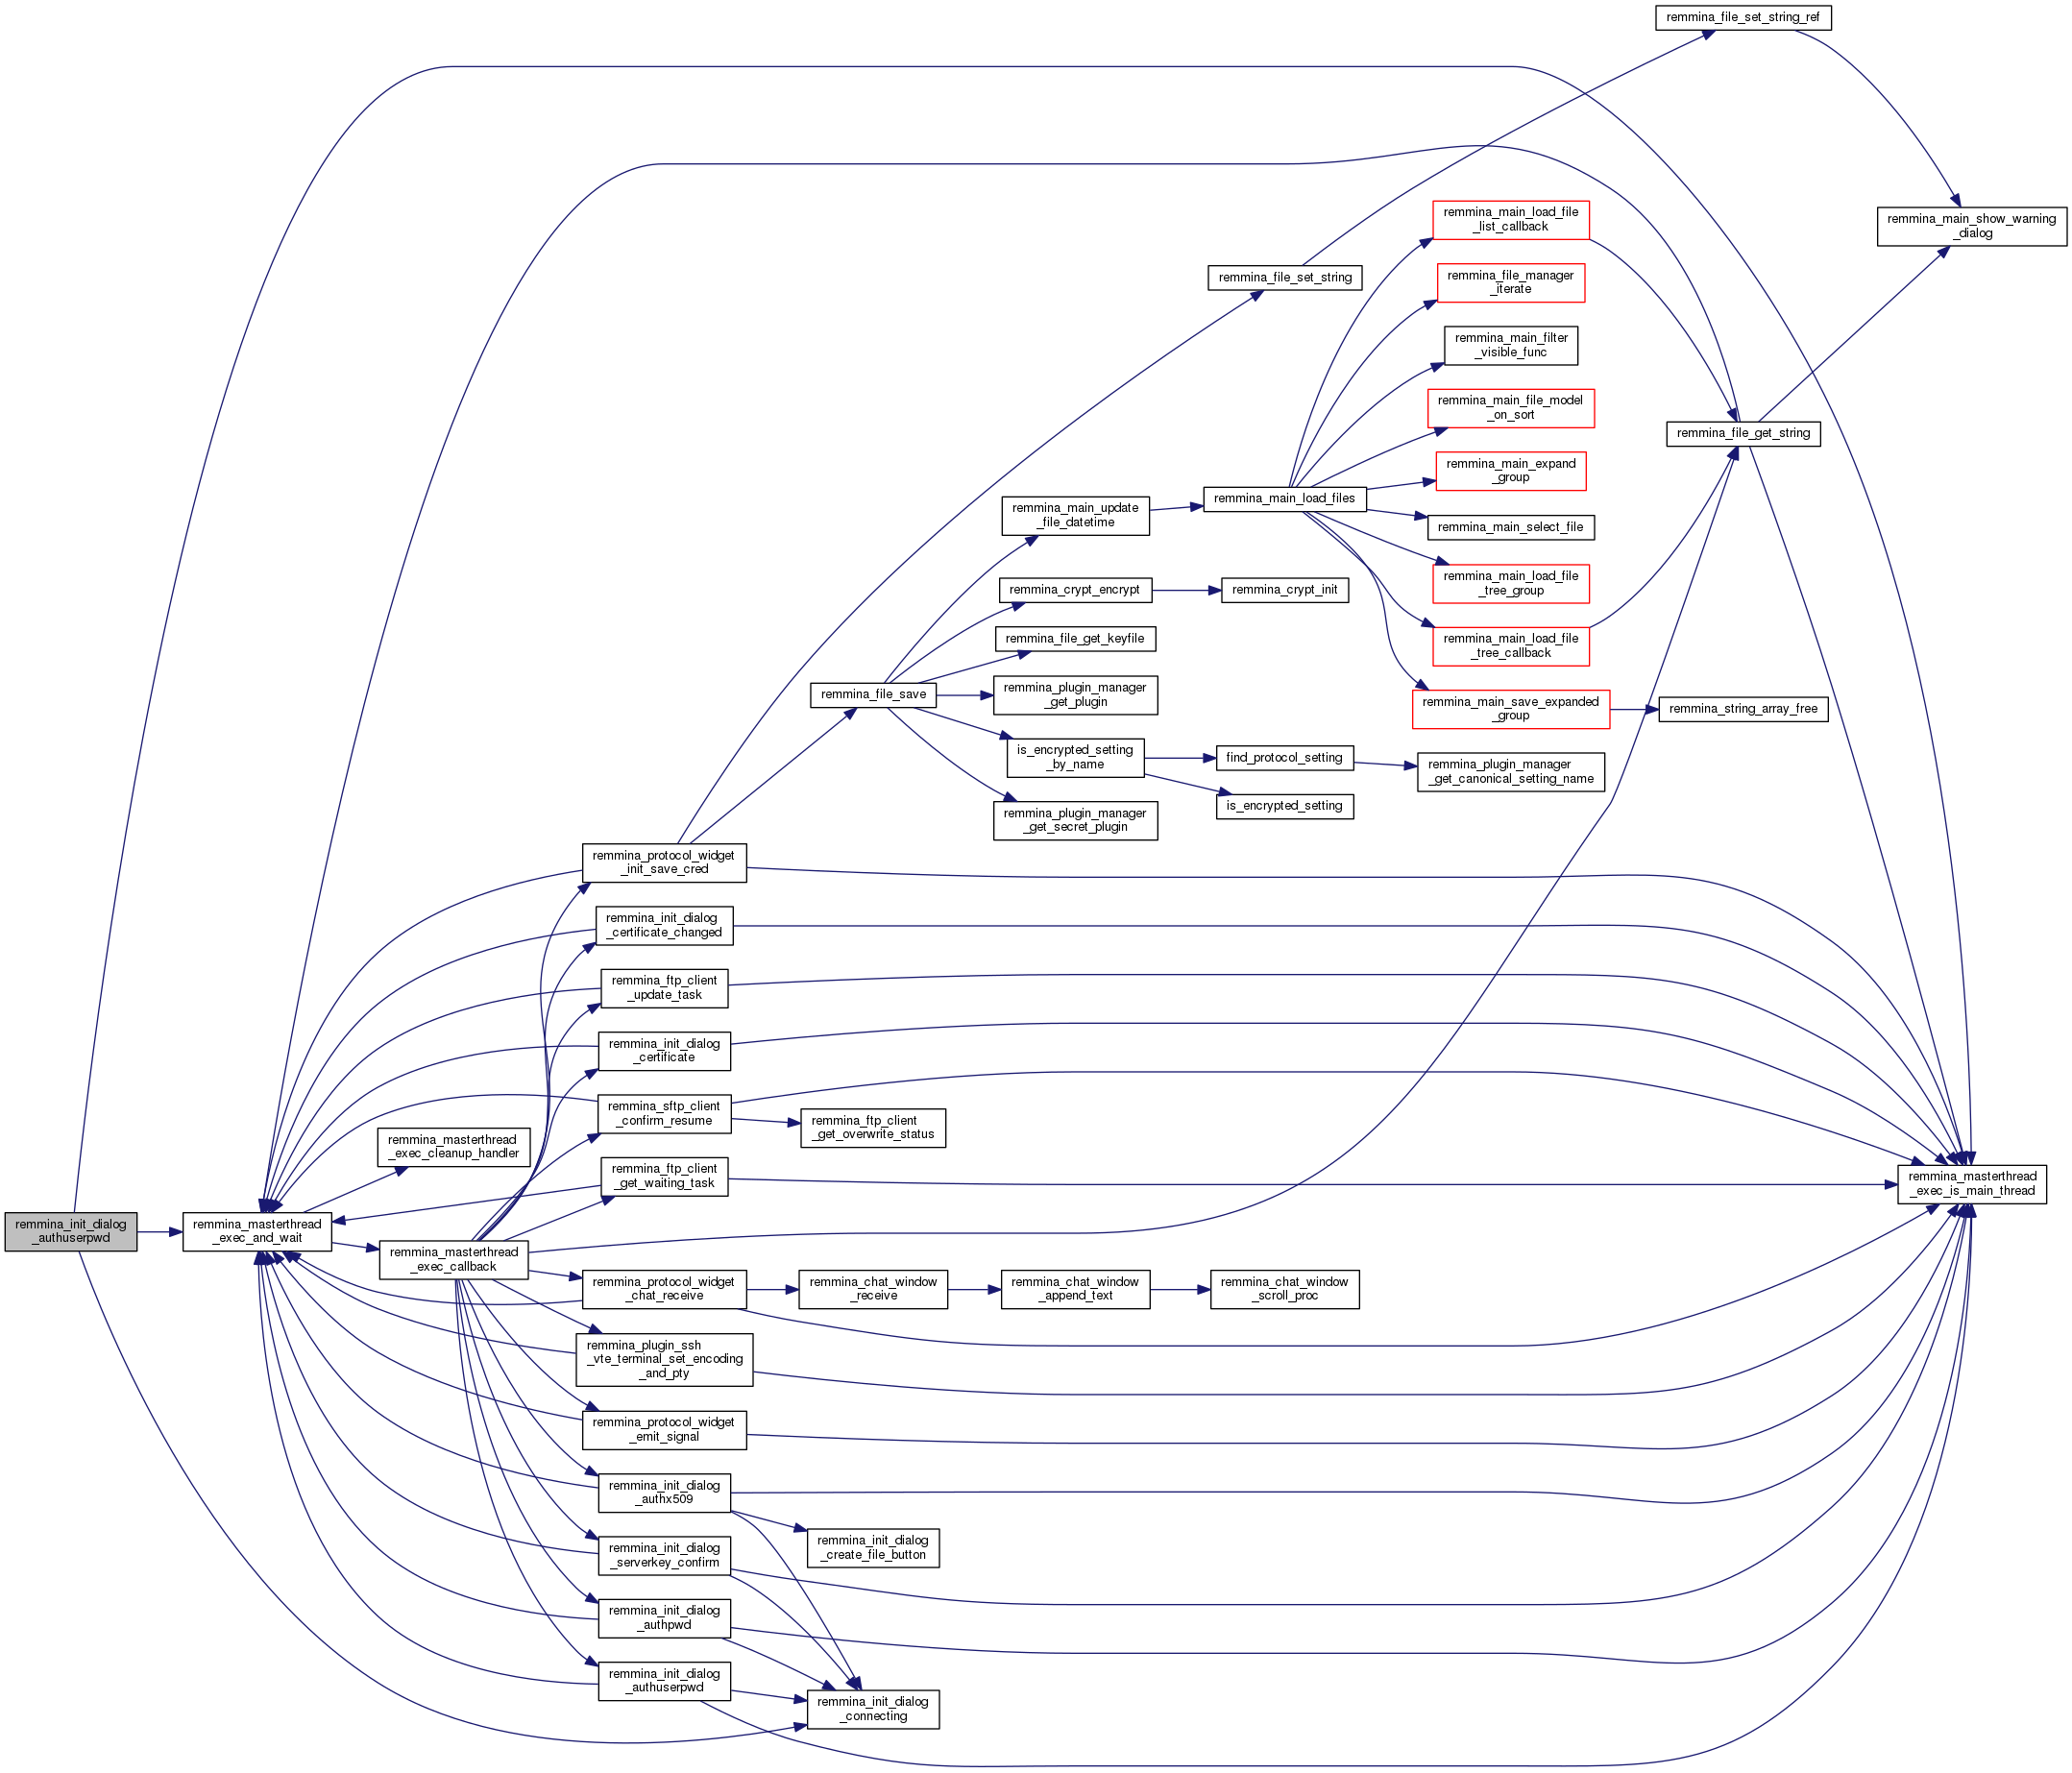 remmina_init_dialog
_authuserpwd
remmina_masterthread
_exec_and_wait
remmina_masterthread
_exec_cleanup_handler
remmina_masterthread
_exec_callback
remmina_protocol_widget
_init_save_cred
remmina_init_dialog
_certificate_changed
remmina_ftp_client
_update_task
remmina_init_dialog
_certificate
remmina_sftp_client
_confirm_resume
remmina_ftp_client
_get_waiting_task
remmina_protocol_widget
_chat_receive
remmina_plugin_ssh
_vte_terminal_set_encoding
_and_pty
remmina_protocol_widget
_emit_signal
remmina_init_dialog
_authx509
remmina_init_dialog
_serverkey_confirm
remmina_init_dialog
_authpwd
remmina_init_dialog
_authuserpwd
remmina_file_save
remmina_ftp_client
_get_overwrite_status
remmina_chat_window
_receive
remmina_init_dialog
_create_file_button
remmina_init_dialog
_connecting
remmina_main_update
_file_datetime
remmina_crypt_encrypt
remmina_file_get_keyfile
remmina_plugin_manager
_get_plugin
is_encrypted_setting
_by_name
remmina_plugin_manager
_get_secret_plugin
remmina_chat_window
_append_text
remmina_file_set_string
remmina_main_load_files
remmina_crypt_init
find_protocol_setting
is_encrypted_setting
remmina_chat_window
_scroll_proc
remmina_main_load_file
_list_callback
remmina_file_manager
_iterate
remmina_main_filter
_visible_func
remmina_main_file_model
_on_sort
remmina_main_expand
_group
remmina_main_select_file
remmina_main_load_file
_tree_group
remmina_main_load_file
_tree_callback
remmina_main_save_expanded
_group
remmina_plugin_manager
_get_canonical_setting_name
remmina_file_set_string_ref
remmina_file_get_string
remmina_string_array_free
remmina_main_show_warning
_dialog
remmina_masterthread
_exec_is_main_thread